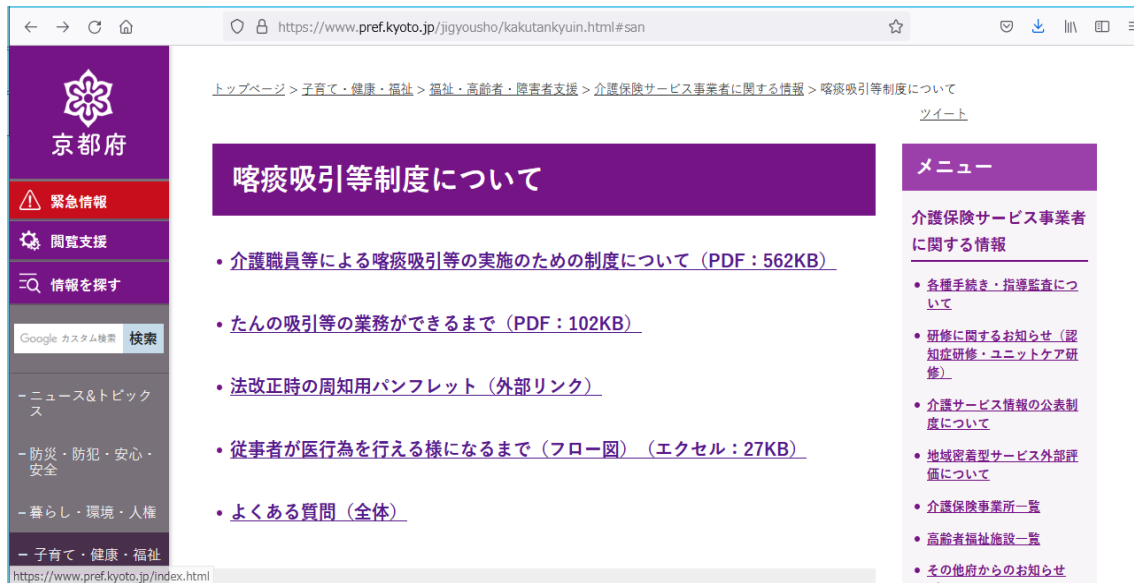 https://www.pref.kyoto.jp/jigyousho/kakutankyuin.html#san
京都府
緊急情報
閲覧支援
情報を探す
Google カスタム検索
検索
ニュース&トピック
ス
防災・防犯・安心・
安全
暮らし・環境・人権
子育て・健康・福祉
https://www.pref.kyoto.jp/index.html
トップページ > 子育て・健康・福祉 > 福祉・高齢者・障害者支援 > 介護保険サービス事業者に関する情報 > 喀痰吸引等制度について
ツイート
喀痰吸引等制度について
介護職員等による喀痰吸引等の実施のための制度について（PDF：562KB）
たんの吸引等の業務ができるまで（PDF：102KB）
法改正時の周知用パンフレット（外部リンク）
従事者が医行為を行える様になるまで（フロー図）（エクセル：27KB）
よくある質問（全体）
メニュー
介護保険サービス事業者
に関する情報
各種手続き・指導監査につ
いて
研修に関するお知らせ（認
知症研修・ユニットケア研
修）
介護サービス情報の公表制
度について
地域密着型サービス外部評
価について
介護保険事業所一覧
高齢者福祉施設一覧
その他府からのお知らせ